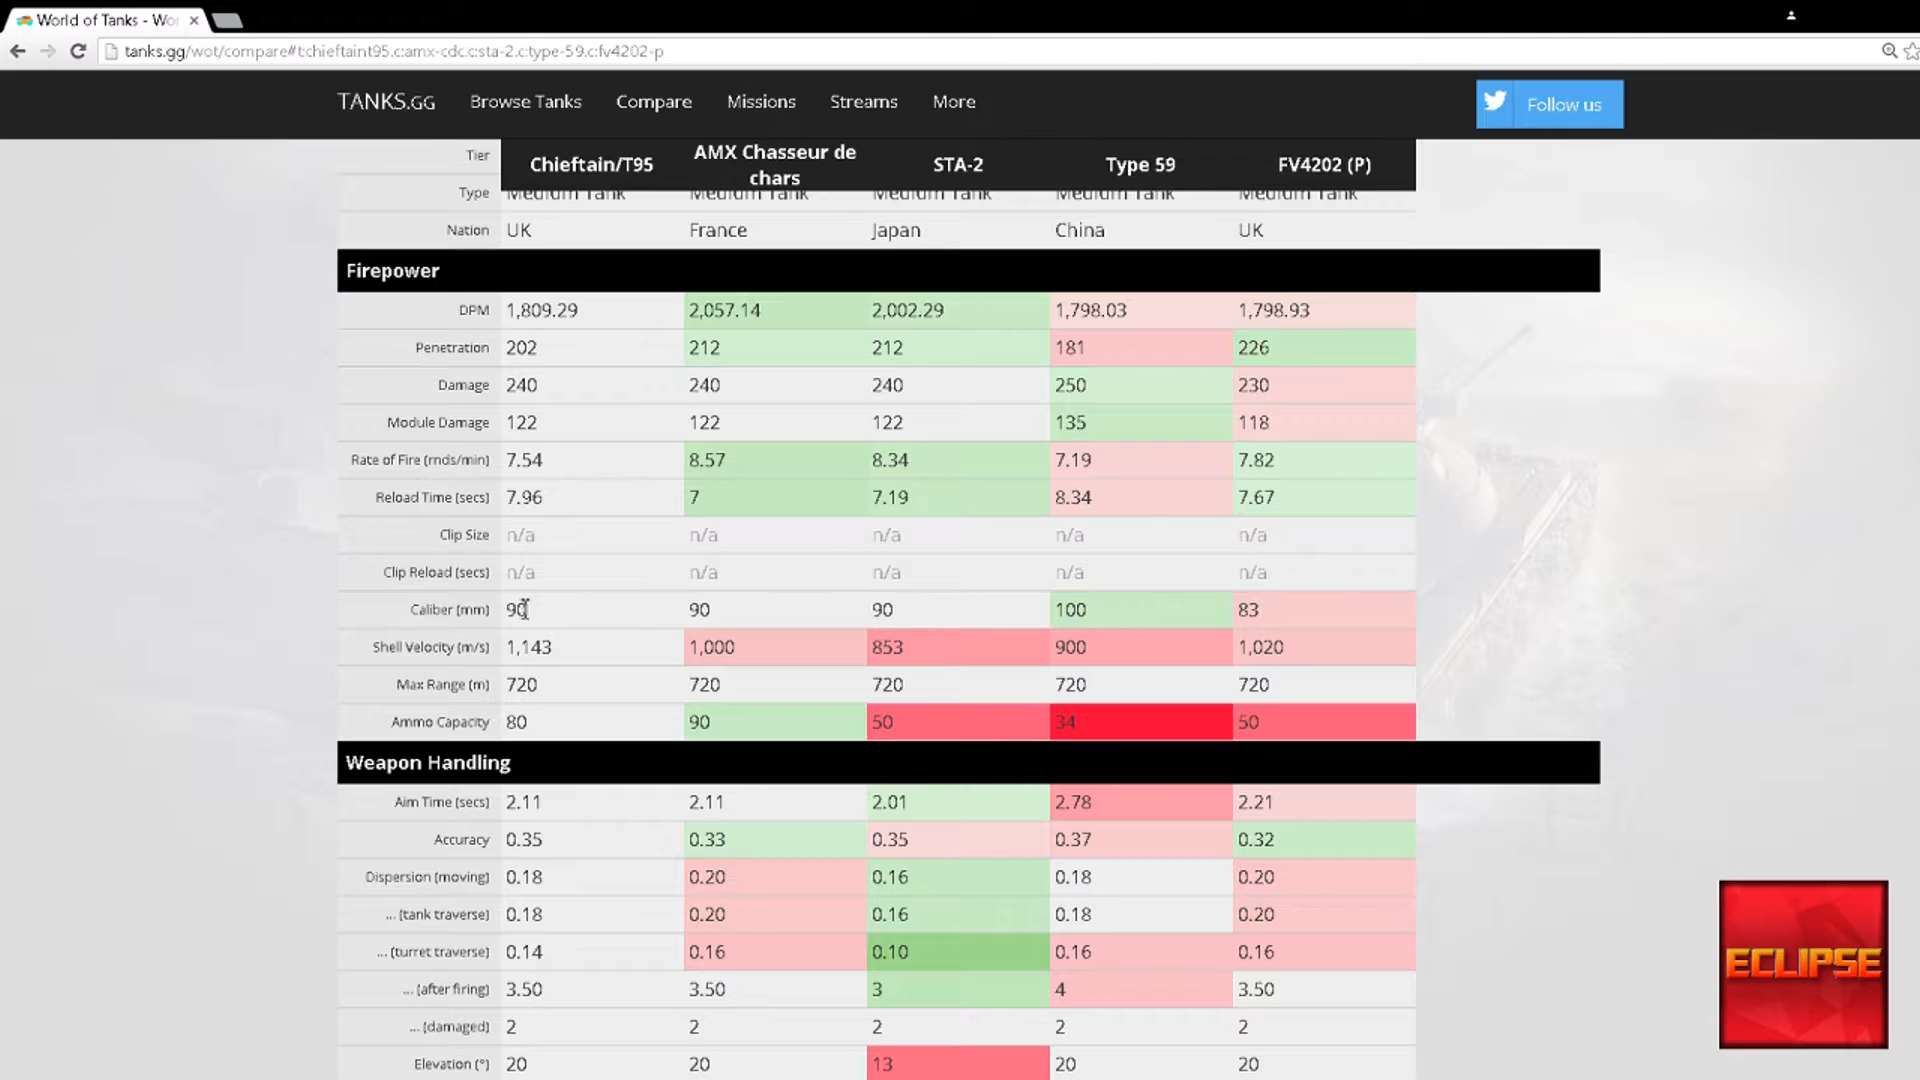 World of Tanks - Wor
tanks.gg/wot/compare#t:chieftaint95.c:amx-cdc.c:sta-2.c:type-59.c:fv4202-p
TANKS.GG Browse Tanks Compare Missions Streams More Follow us
Tier Chieftain/T95 AMX Chasseur de chars STA-2 Type 59 FV4202 (P)
Type Medium Tank Medium Tank Medium Tank Medium Tank Medium Tank
Nation UK France Japan China UK
Firepower
DPM 1,809.29 2,057.14 2,002.29 1,798.03 1,798.93
Penetration 202 212 212 181 226
Damage 240 240 240 250 230
Module Damage 122 122 122 135 118
Rate of Fire (rnds/min) 7.54 8.57 8.34 7.19 7.82
Reload Time (secs) 7.96 7 7.19 8.34 7.67
Clip Size n/a n/a n/a n/a n/a
Clip Reload (secs) n/a n/a n/a n/a n/a
Caliber (mm) 90 90 90 100 83
Shell Velocity (m/s) 1,143 1,000 853 900 1,020
Max Range (m) 720 720 720 720 720
Ammo Capacity 80 90 50 34 50
Weapon Handling
Aim Time (secs) 2.11 2.11 2.01 2.78 2.21
Accuracy 0.35 0.33 0.35 0.37 0.32
Dispersion (moving) 0.18 0.20 0.16 0.18 0.20
... (tank traverse) 0.18 0.20 0.16 0.18 0.20
... (turret traverse) 0.14 0.16 0.10 0.16 0.16
... (after firing) 3.50 3.50 3 4 3.50
... (damaged) 2 2 2 2 2
Elevation (°) 20 20 13 20 20
ECLIPSE